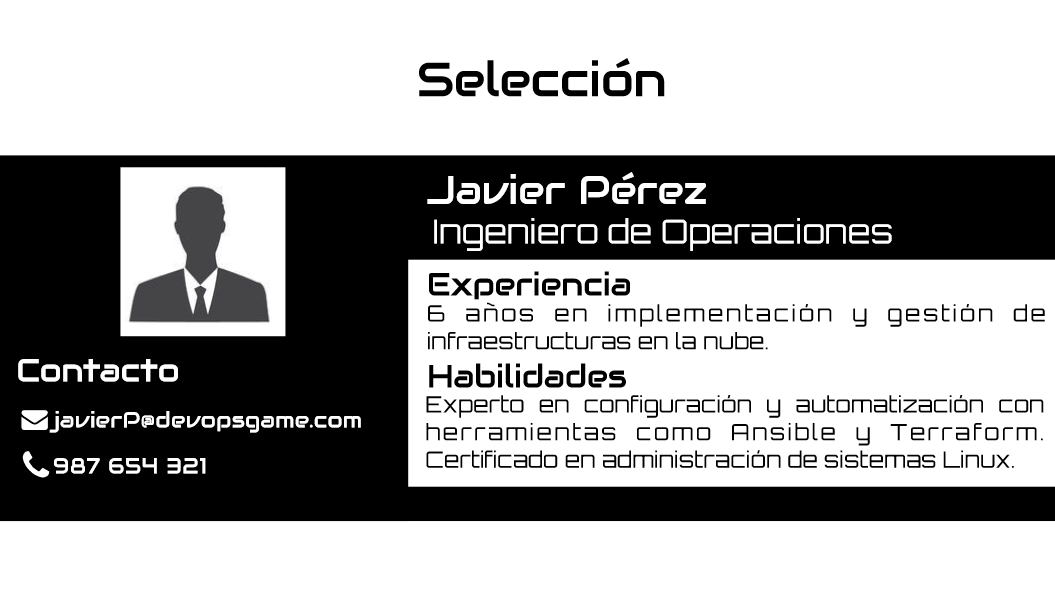 Selección
Javier Pérez
Ingeniero de Operaciones
Experiencia
6 años en implementación y gestión de
infraestructuras en la nube.
Habilidades
Experto en configuración y automatización con
herramientas como Ansible y Terraform.
Certificado en administración de sistemas Linux.
Contacto
javierP@devopsgame.com
987 654 321